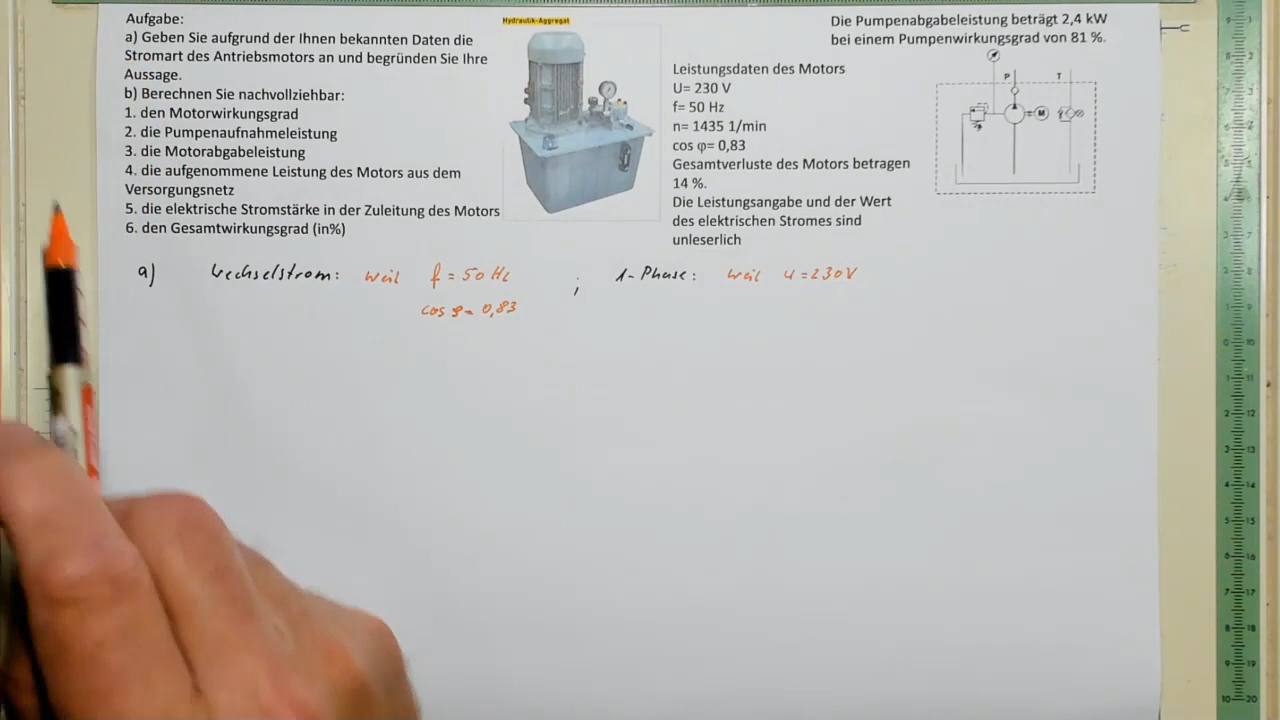 Aufgabe:
a) Geben Sie aufgrund der Ihnen bekannten Daten die
Stromart des Antriebsmotors an und begründen Sie Ihre
Aussage.
b) Berechnen Sie nachvollziehbar:
1. den Motorwirkungsgrad
2. die Pumpenaufnahmeleistung
3. die Motorabgabeleistung
4. die aufgenommene Leistung des Motors aus dem
Versorgungsnetz
5. die elektrische Stromstärke in der Zuleitung des Motors
6. den Gesamtwirkungsgrad (in%)
Hydraulik-Aggregat
Leistungsdaten des Motors
U= 230 V
f= 50 Hz
n= 1435 1/min
cos φ= 0,83
Gesamtverluste des Motors betragen
14 %.
Die Leistungsangabe und der Wert
des elektrischen Stromes sind
unleserlich
Die Pumpenabgabeleistung beträgt 2,4 kW
bei einem Pumpenwirkungsgrad von 81 %.
P T
M
a) Wechselstrom: weil f = 50 Hz ; 1-Phase: weil U = 230V
cos φ = 0,83